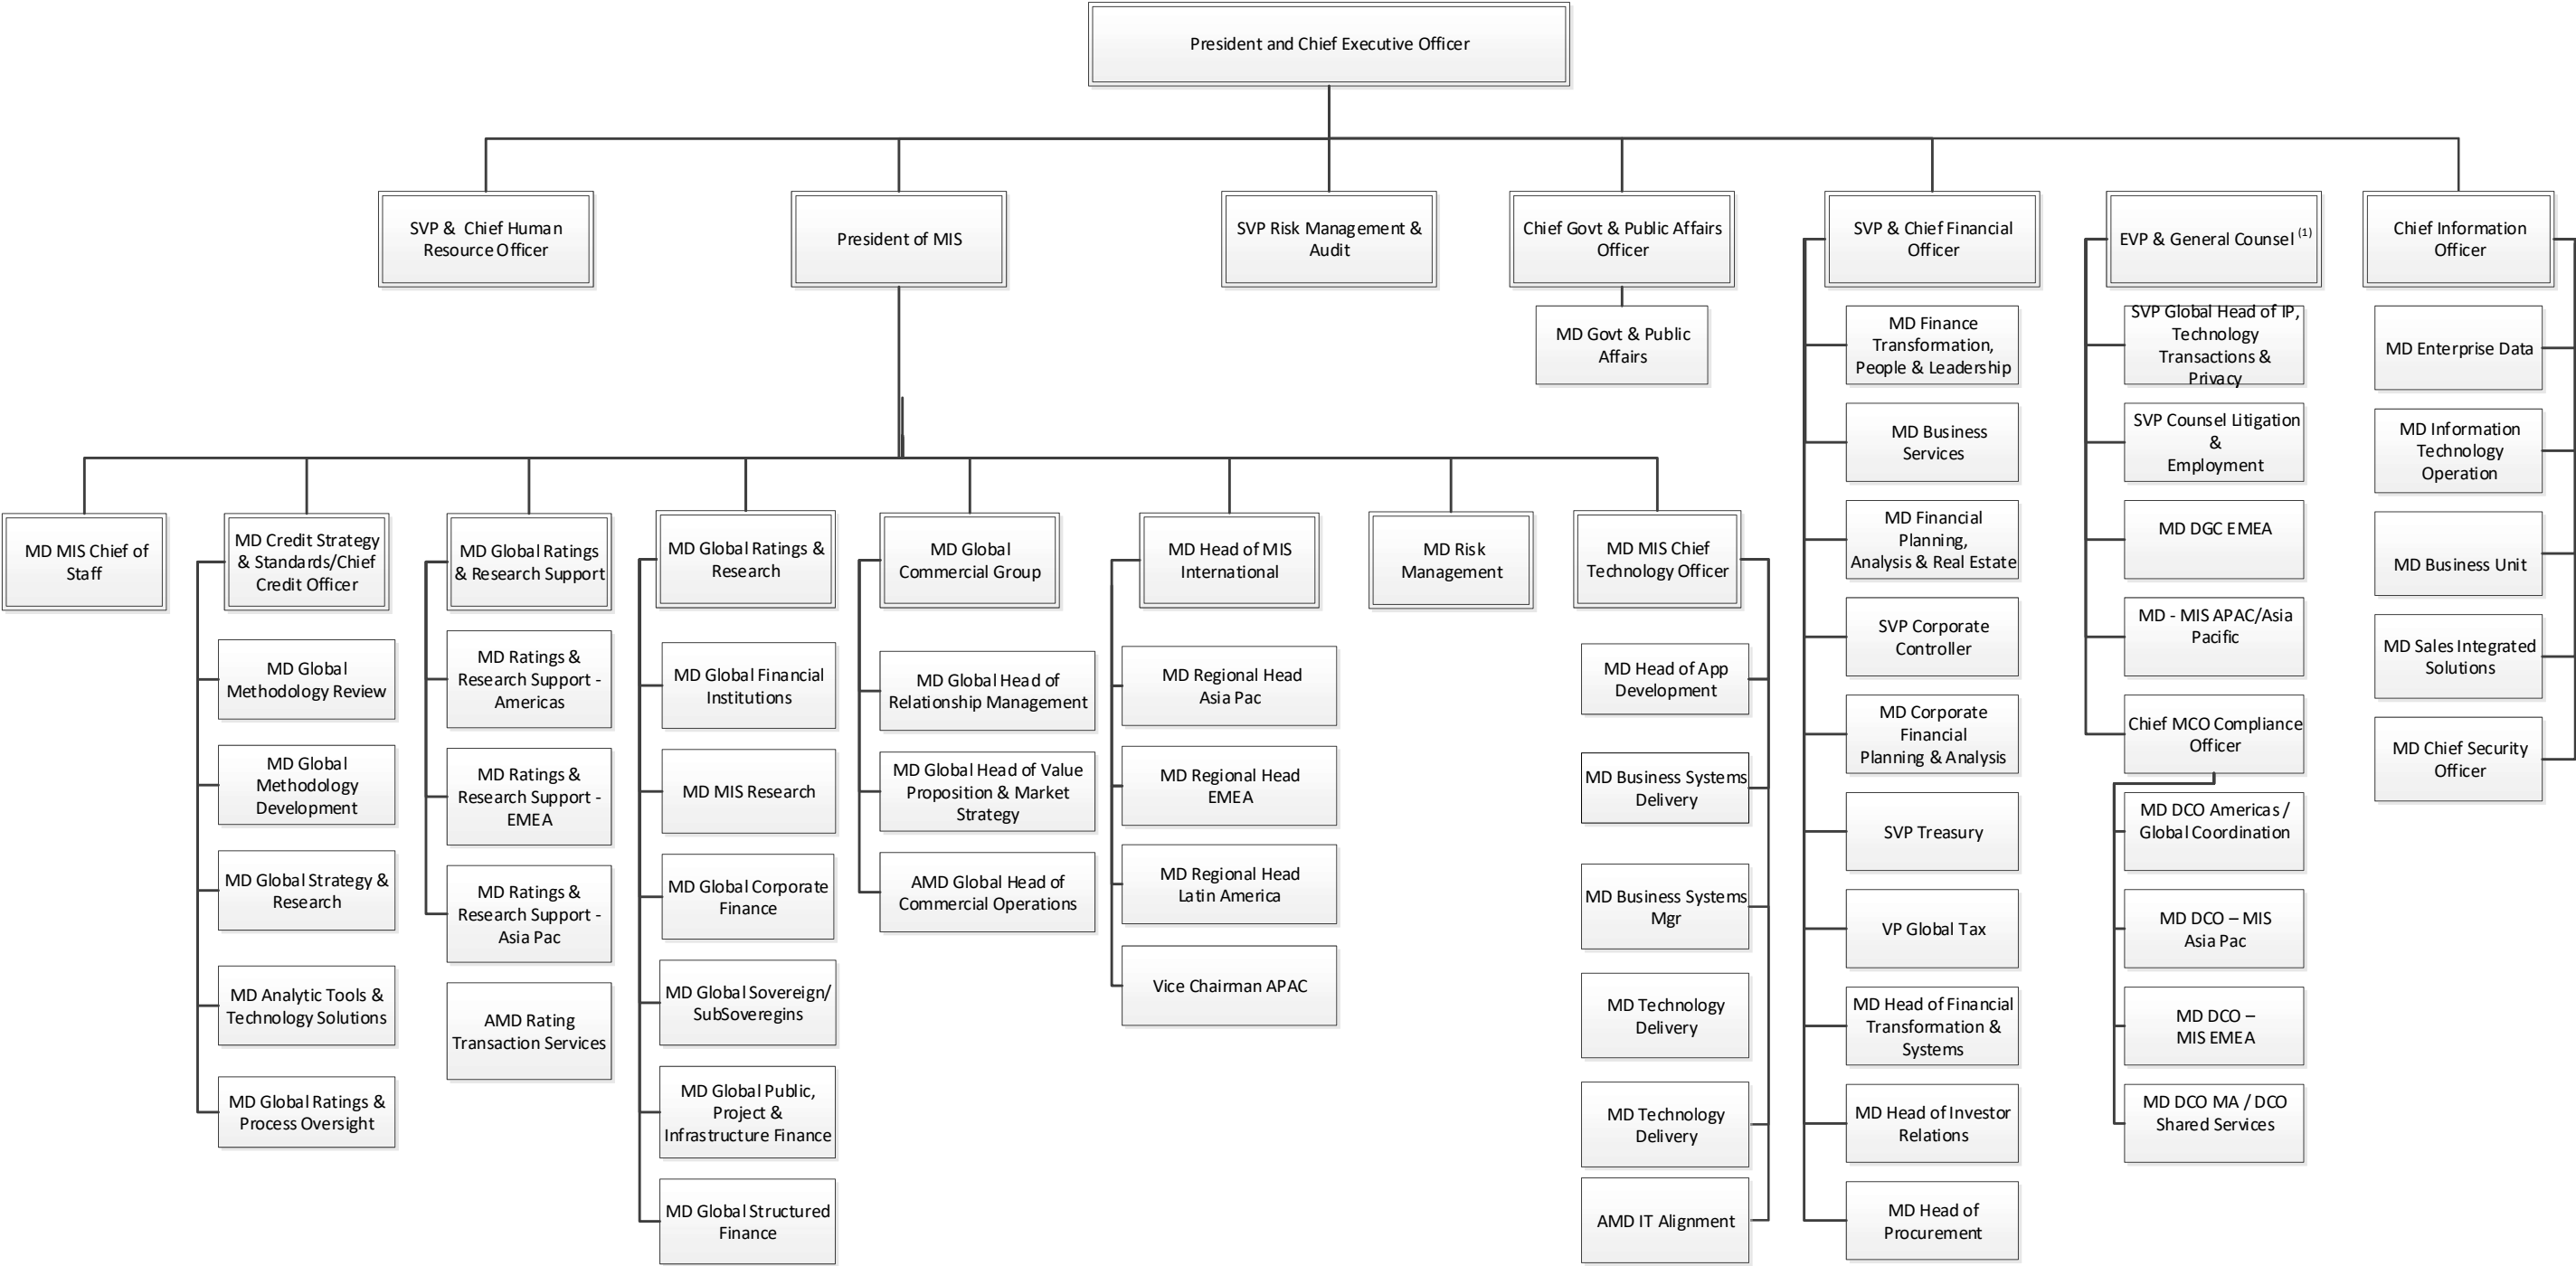 President and Chief Executive Officer
SVP & Chief Human
Resource Officer
President of MIS
SVP Risk Management &
Audit
Chief Govt & Public Affairs
Officer
SVP & Chief Financial
Officer
EVP & General Counsel (1)
Chief Information
Officer
MD Govt & Public
Affairs
MD MIS Chief of
Staff
MD Credit Strategy
& Standards/Chief
Credit Officer
MD Global
Methodology Review
MD Global
Methodology
Development
MD Global Strategy &
Research
MD Analytic Tools &
Technology Solutions
MD Global Ratings &
Process Oversight
MD Global Ratings
& Research Support
MD Ratings &
Research Support -
Americas
MD Ratings &
Research Support -
EMEA
MD Ratings &
Research Support -
Asia Pac
AMD Rating
Transaction Services
MD Global Ratings &
Research
MD Global Financial
Institutions
MD MIS Research
MD Global Corporate
Finance
MD Global Sovereign/
SubSoveregins
MD Global Public,
Project &
Infrastructure Finance
MD Global Structured
Finance
MD Global
Commercial Group
MD Global Head of
Relationship Management
MD Global Head of Value
Proposition & Market
Strategy
AMD Global Head of
Commercial Operations
MD Head of MIS
International
MD Regional Head
Asia Pac
MD Regional Head
EMEA
MD Regional Head
Latin America
Vice Chairman APAC
MD Risk
Management
MD MIS Chief
Technology Officer
MD Head of App
Development
MD Business Systems
Delivery
MD Business Systems
Mgr
MD Technology
Delivery
MD Technology
Delivery
AMD IT Alignment
MD Finance
Transformation,
People & Leadership
MD Business
Services
MD Financial
Planning,
Analysis & Real Estate
SVP Corporate
Controller
MD Corporate
Financial
Planning & Analysis
SVP Treasury
VP Global Tax
MD Head of Financial
Transformation &
Systems
MD Head of Investor
Relations
MD Head of
Procurement
SVP Global Head of IP,
Technology
Transactions &
Privacy
SVP Counsel Litigation
&
Employment
MD DGC EMEA
MD - MIS APAC/Asia
Pacific
Chief MCO Compliance
Officer
MD DCO Americas /
Global Coordination
MD DCO – MIS
Asia Pac
MD DCO –
MIS EMEA
MD DCO MA / DCO
Shared Services
MD Enterprise Data
MD Information
Technology
Operation
MD Business Unit
MD Sales Integrated
Solutions
MD Chief Security
Officer